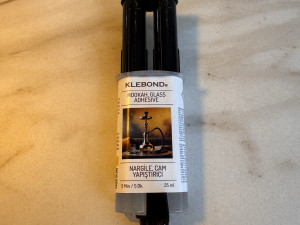 KLEBOND®
HOOKAH, GLASS
ADHESIVE
NARGİLE, CAM
YAPIŞTIRICI
25 ml